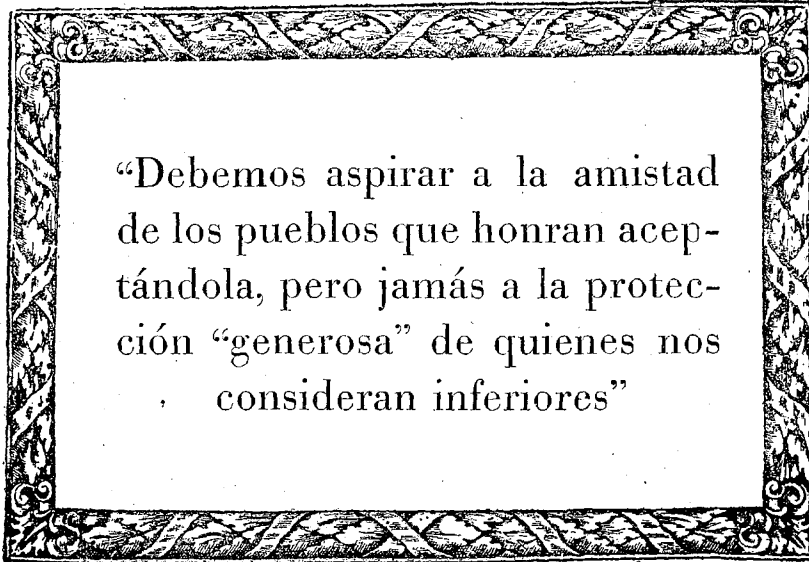 “Debemos aspirar a la amistad
de los pueblos que honran acep-
tándola, pero jamás a la protec-
ción “generosa” de quienes nos
consideran inferiores”